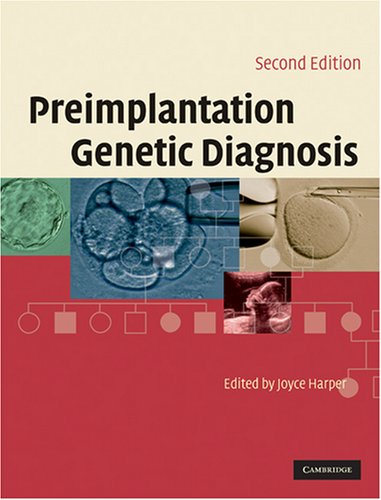 Second Edition
Preimplantation
Genetic Diagnosis
Edited by Joyce Harper
CAMBRIDGE